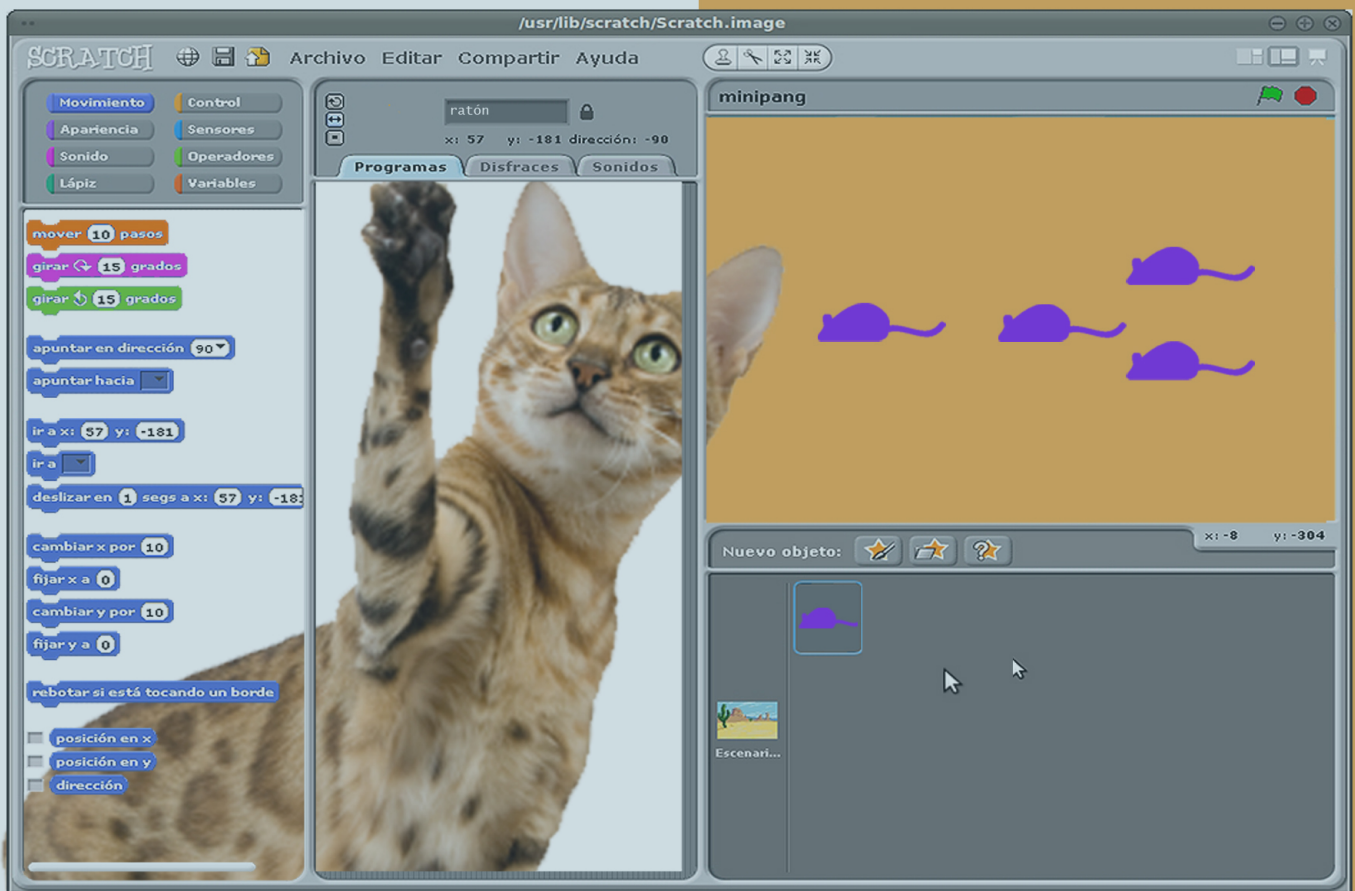 /usr/lib/scratch/Scratch.image
SCRATCH Archivo Editar Compartir Ayuda
Movimiento Control
Apariencia Sensores
Sonido Operadores
Lápiz Variables
mover 10 pasos
girar 15 grados
girar 15 grados
apuntar en dirección 90
apuntar hacia
ir a x: 57 y: -181
ir a
deslizar en 1 segs a x: 57 y: -181
cambiar x por 10
fijar x a 0
cambiar y por 10
fijar y a 0
rebotar si está tocando un borde
posición en x
posición en y
dirección
ratón
x: 57 y: -181 dirección: -90
Programas Disfraces Sonidos
minipang
x: -8 y: -304
Nuevo objeto:
Escenari...